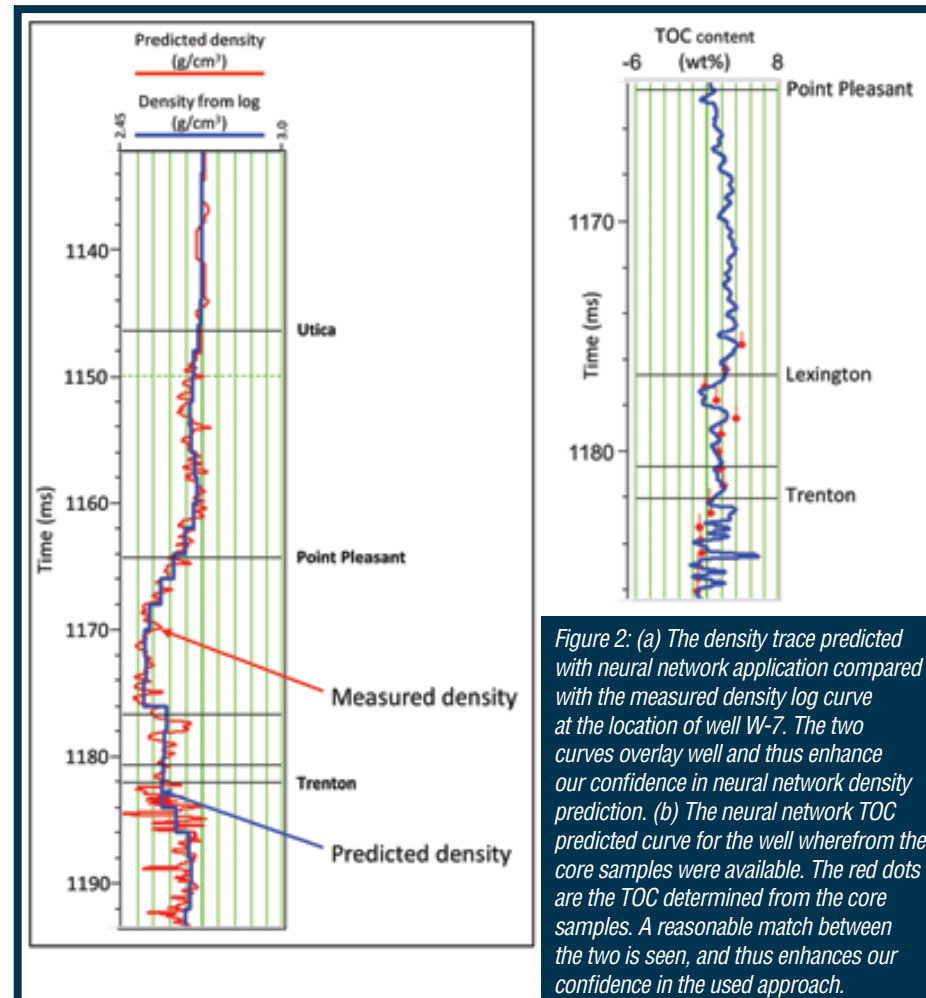 Predicted density
(g/cm³)
Density from log
(g/cm³)
2.45
3.0
1140
Utica
1150
1160
Time (ms)
Point Pleasant
1170
Measured density
1180
Trenton
Predicted density
1190
TOC content
-6 (wt%) 8
Point Pleasant
1170
Time (ms)
Lexington
1180
Trenton
Figure 2: (a) The density trace predicted
with neural network application compared
with the measured density log curve
at the location of well W-7. The two
curves overlay well and thus enhance
our confidence in neural network density
prediction. (b) The neural network TOC
predicted curve for the well wherefrom the
core samples were available. The red dots
are the TOC determined from the core
samples. A reasonable match between
the two is seen, and thus enhances our
confidence in the used approach.